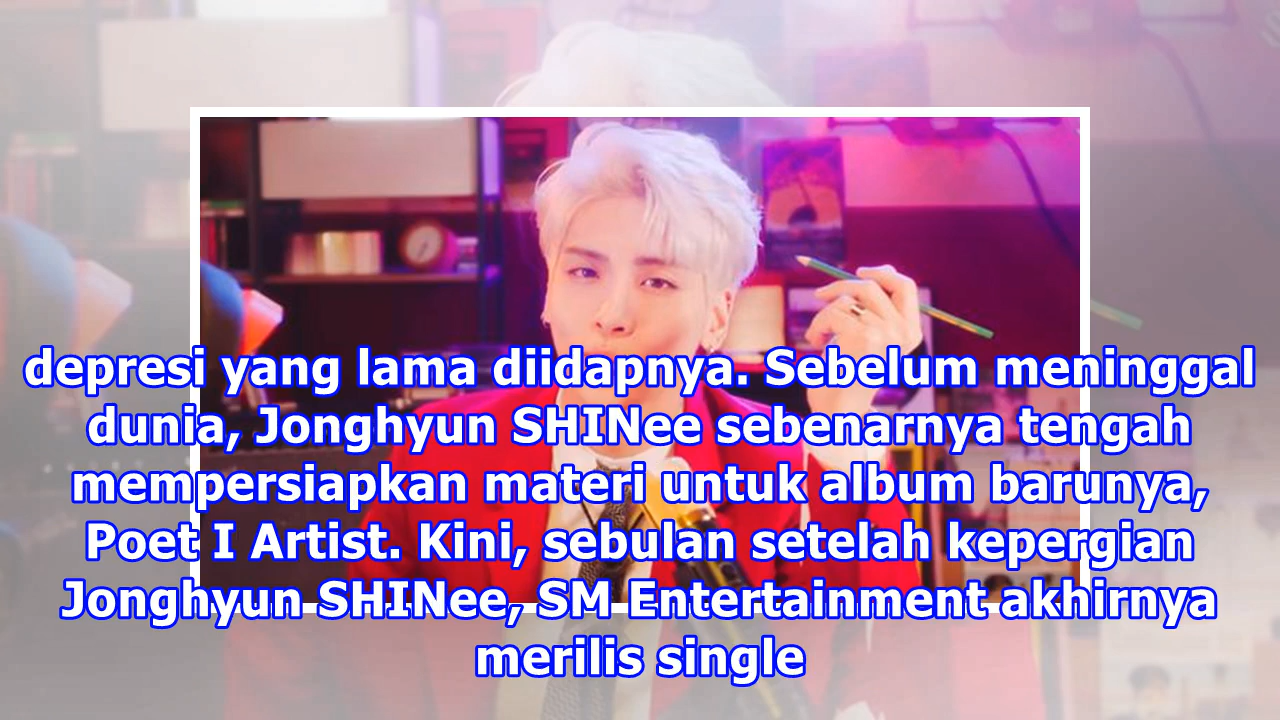 depresi yang lama diidapnya. Sebelum meninggal
dunia, Jonghyun SHINee sebenarnya tengah
mempersiapkan materi untuk album barunya,
Poet I Artist. Kini, sebulan setelah kepergian
Jonghyun SHINee, SM Entertainment akhirnya
merilis single